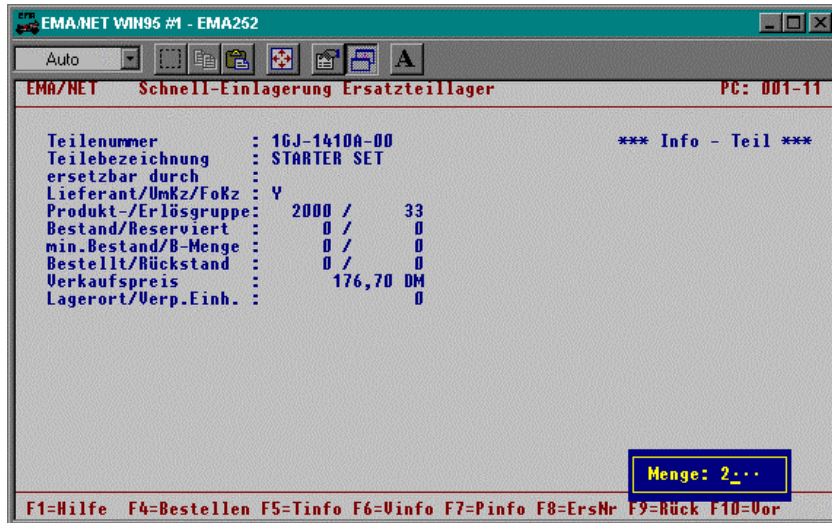 EMA/NET WIN95 #1 - EMA252
Auto A
EMA/NET Schnell-Einlagerung Ersatzteillager PC: 001-11
Teilenummer : 1GJ-1410A-00 *** Info - Teil ***
Teilebezeichnung : STARTER SET
ersetzbar durch :
Lieferant/VmKz/FoKz : Y
Produkt-/Erlösgruppe: 2000 / 33
Bestand/Reserviert : 0 / 0
min.Bestand/B-Menge : 0 / 0
Bestellt/Rückstand : 0 / 0
Verkaufspreis : 176,70 DM
Lagerort/Verp.Einh. : 0
Menge: 2_···
F1=Hilfe F4=Bestellen F5=Tinfo F6=Vinfo F7=Pinfo F8=ErsNr F9=Rück F10=Vor